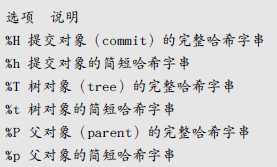 选项 说明
%H 提交对象（commit）的完整哈希字串
%h 提交对象的简短哈希字串
%T 树对象（tree）的完整哈希字串
%t 树对象的简短哈希字串
%P 父对象（parent）的完整哈希字串
%p 父对象的简短哈希字串